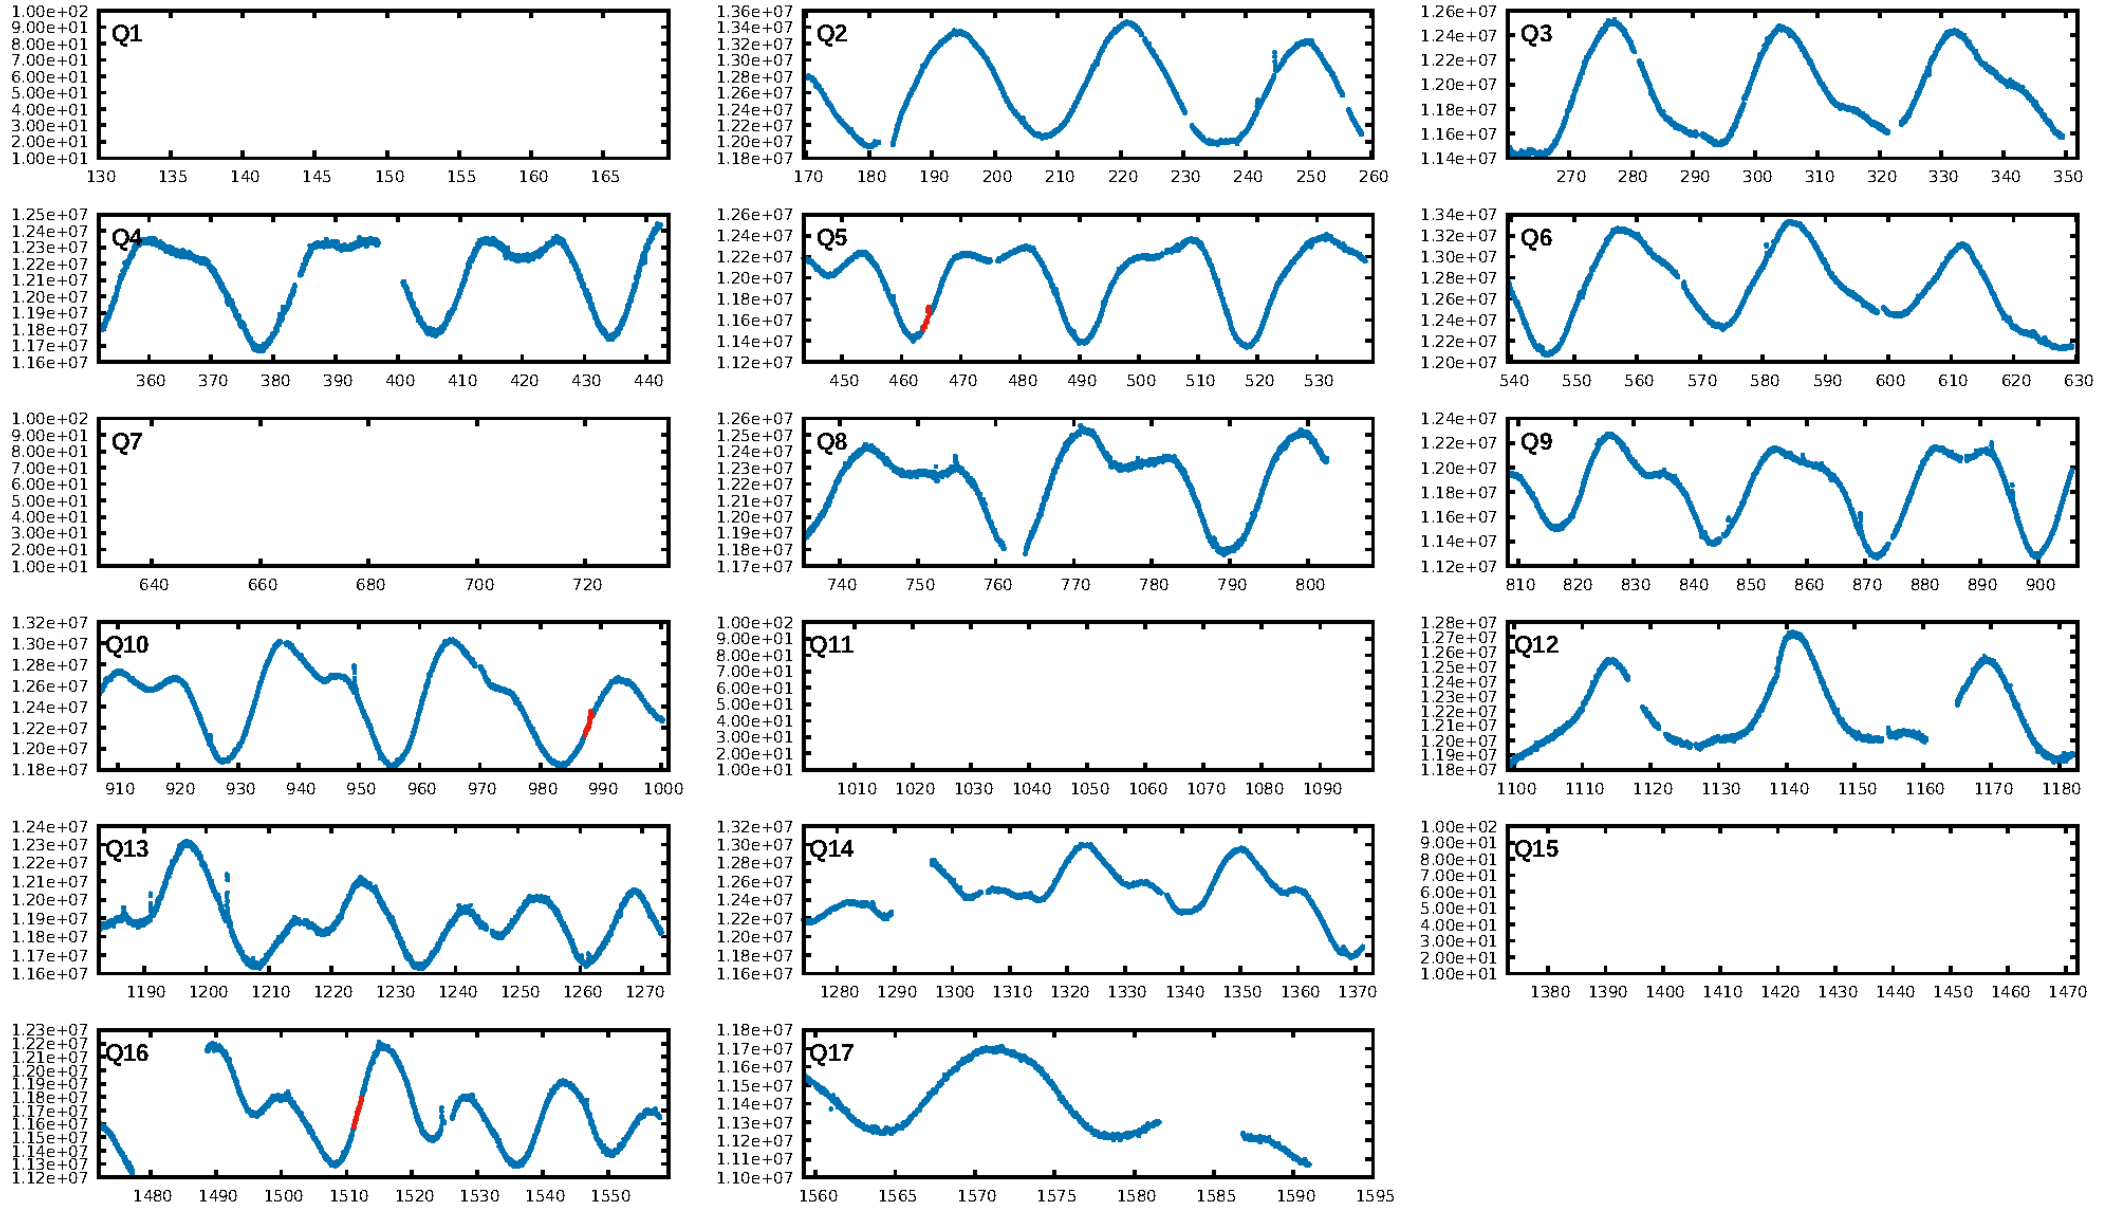 1.00e+02
9.00e+01
8.00e+01
7.00e+01
6.00e+01
5.00e+01
4.00e+01
3.00e+01
2.00e+01
1.00e+01
Q1
130 135 140 145 150 155 160 165
1.36e+07
1.34e+07
1.32e+07
1.30e+07
1.28e+07
1.26e+07
1.24e+07
1.22e+07
1.20e+07
1.18e+07
Q2
170 180 190 200 210 220 230 240 250 260
1.26e+07
1.24e+07
1.22e+07
1.20e+07
1.18e+07
1.16e+07
1.14e+07
Q3
270 280 290 300 310 320 330 340 350
1.25e+07
1.24e+07
1.23e+07
1.22e+07
1.21e+07
1.20e+07
1.19e+07
1.18e+07
1.17e+07
1.16e+07
Q4
360 370 380 390 400 410 420 430 440
1.26e+07
1.24e+07
1.22e+07
1.20e+07
1.18e+07
1.16e+07
1.14e+07
1.12e+07
Q5
450 460 470 480 490 500 510 520 530
1.34e+07
1.32e+07
1.30e+07
1.28e+07
1.26e+07
1.24e+07
1.22e+07
1.20e+07
Q6
540 550 560 570 580 590 600 610 620 630
1.00e+02
9.00e+01
8.00e+01
7.00e+01
6.00e+01
5.00e+01
4.00e+01
3.00e+01
2.00e+01
1.00e+01
Q7
640 660 680 700 720
1.26e+07
1.25e+07
1.24e+07
1.23e+07
1.22e+07
1.21e+07
1.20e+07
1.19e+07
1.18e+07
1.17e+07
Q8
740 750 760 770 780 790 800
1.24e+07
1.22e+07
1.20e+07
1.18e+07
1.16e+07
1.14e+07
1.12e+07
Q9
810 820 830 840 850 860 870 880 890 900
1.32e+07
1.30e+07
1.28e+07
1.26e+07
1.24e+07
1.22e+07
1.20e+07
1.18e+07
Q10
910 920 930 940 950 960 970 980 990 1000
1.00e+02
9.00e+01
8.00e+01
7.00e+01
6.00e+01
5.00e+01
4.00e+01
3.00e+01
2.00e+01
1.00e+01
Q11
1010 1020 1030 1040 1050 1060 1070 1080 1090
1.28e+07
1.27e+07
1.26e+07
1.25e+07
1.24e+07
1.23e+07
1.22e+07
1.21e+07
1.20e+07
1.19e+07
1.18e+07
Q12
1100 1110 1120 1130 1140 1150 1160 1170 1180
1.24e+07
1.23e+07
1.22e+07
1.21e+07
1.20e+07
1.19e+07
1.18e+07
1.17e+07
1.16e+07
Q13
1190 1200 1210 1220 1230 1240 1250 1260 1270
1.32e+07
1.30e+07
1.28e+07
1.26e+07
1.24e+07
1.22e+07
1.20e+07
1.18e+07
1.16e+07
Q14
1280 1290 1300 1310 1320 1330 1340 1350 1360 1370
1.00e+02
9.00e+01
8.00e+01
7.00e+01
6.00e+01
5.00e+01
4.00e+01
3.00e+01
2.00e+01
1.00e+01
Q15
1380 1390 1400 1410 1420 1430 1440 1450 1460 1470
1.23e+07
1.22e+07
1.21e+07
1.20e+07
1.19e+07
1.18e+07
1.17e+07
1.16e+07
1.15e+07
1.14e+07
1.13e+07
1.12e+07
Q16
1480 1490 1500 1510 1520 1530 1540 1550
1.18e+07
1.17e+07
1.16e+07
1.15e+07
1.14e+07
1.13e+07
1.12e+07
1.11e+07
1.10e+07
Q17
1560 1565 1570 1575 1580 1585 1590 1595